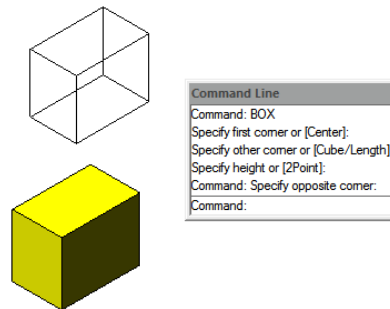 Command Line
Command: BOX
Specify first corner or [Center]:
Specify other corner or [Cube/Length]
Specify height or [2Point]:
Command: Specify opposite corner:
Command: